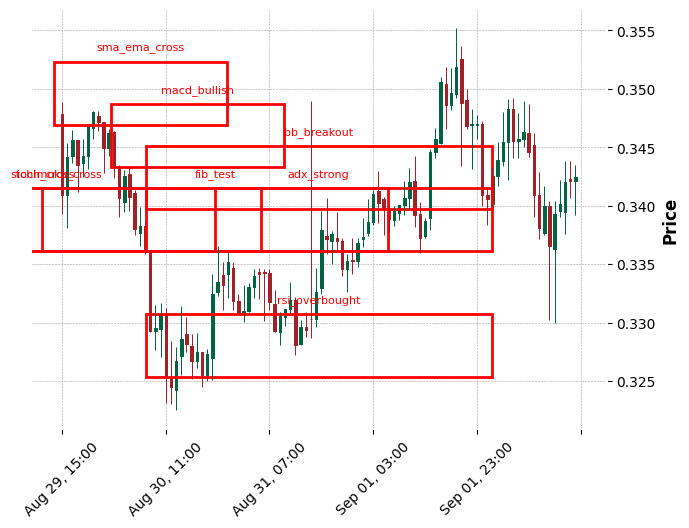 sma_ema_cross
macd_bullish
bb_breakout
fib_test
adx_strong
rsi_overbought
0.355
0.350
0.345
0.340
0.335
0.330
0.325
Price
Aug 29, 15:00
Aug 30, 11:00
Aug 31, 07:00
Sep 01, 03:00
Sep 01, 23:00